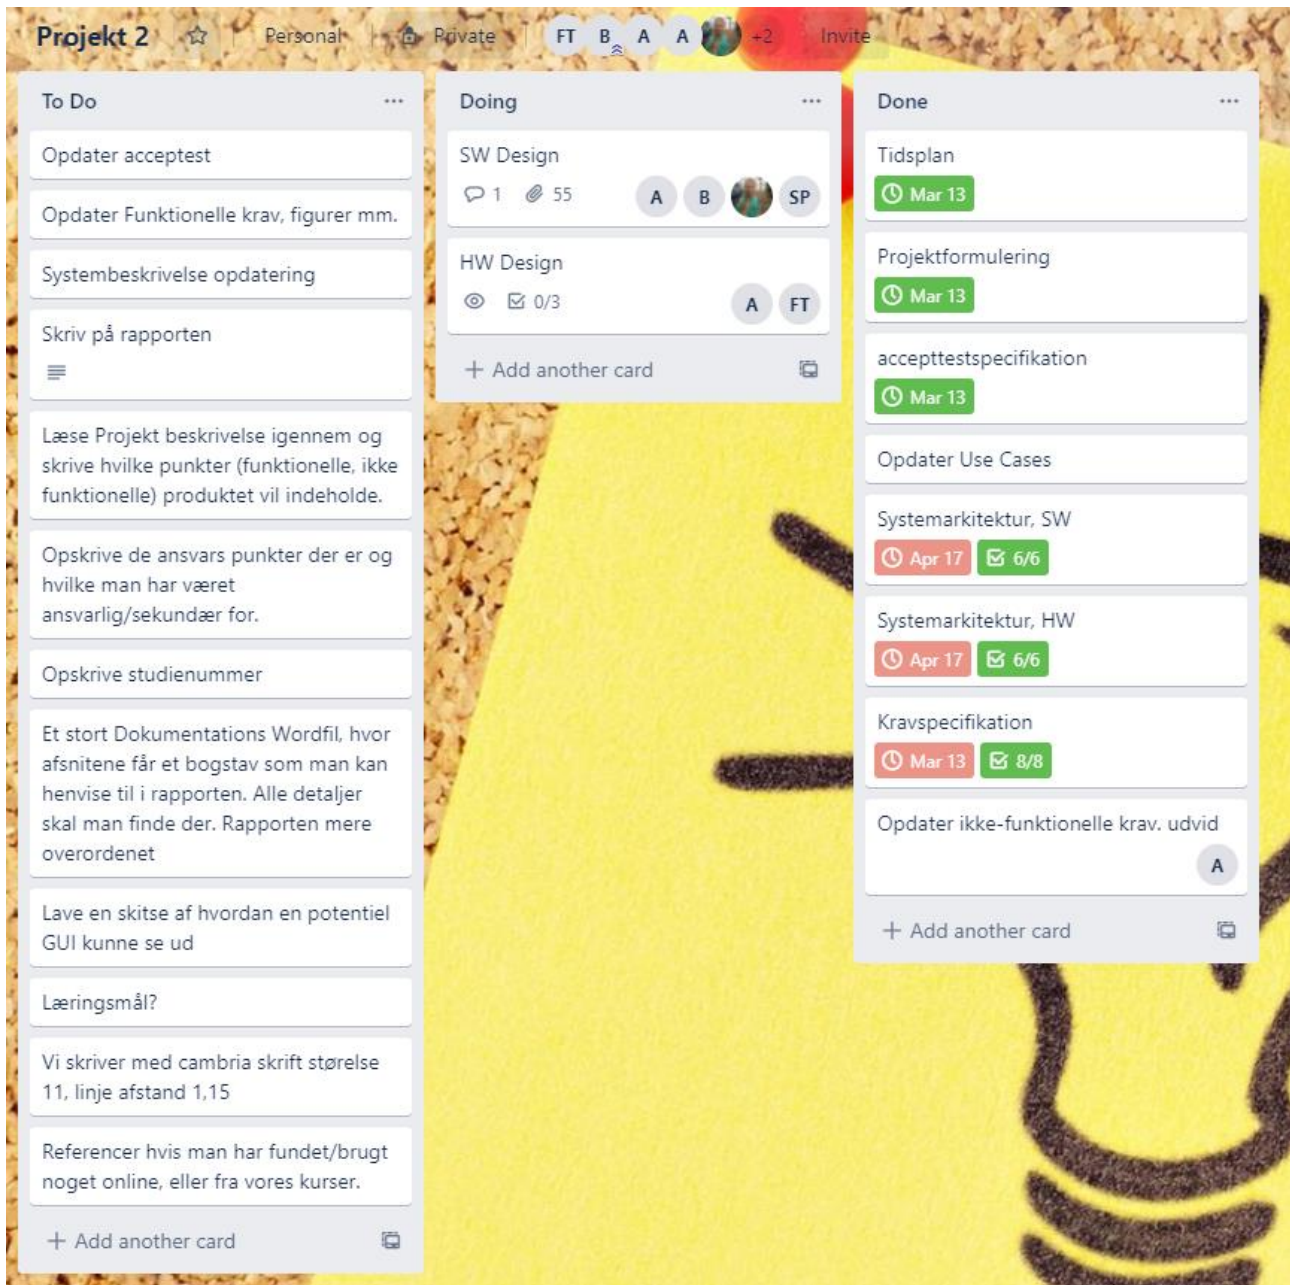 Projekt 2 Personal Private FT B A A +2 Invite
To Do
Opdater acceptest
Opdater Funktionelle krav, figurer mm.
Systembeskrivelse opdatering
Skriv på rapporten
Læse Projekt beskrivelse igennem og
skrive hvilke punkter (funktionelle, ikke
funktionelle) produktet vil indeholde.
Opskrive de ansvars punkter der er og
hvilke man har været
ansvarlig/sekundær for.
Opskrive studienummer
Et stort Dokumentations Wordfil, hvor
afsnitene får et bogstav som man kan
henvise til i rapporten. Alle detaljer
skal man finde der. Rapporten mere
overordenet
Lave en skitse af hvordan en potentiel
GUI kunne se ud
Læringsmål?
Vi skriver med cambria skrift størelse
11, linje afstand 1,15
Referencer hvis man har fundet/brugt
noget online, eller fra vores kurser.
+ Add another card
Doing
SW Design
1 55 A B SP
HW Design
0/3 A FT
+ Add another card
Done
Tidsplan
Mar 13
Projektformulering
Mar 13
accepttestspecifikation
Mar 13
Opdater Use Cases
Systemarkitektur, SW
Apr 17 6/6
Systemarkitektur, HW
Apr 17 6/6
Kravspecifikation
Mar 13 8/8
Opdater ikke-funktionelle krav. udvid
A
+ Add another card